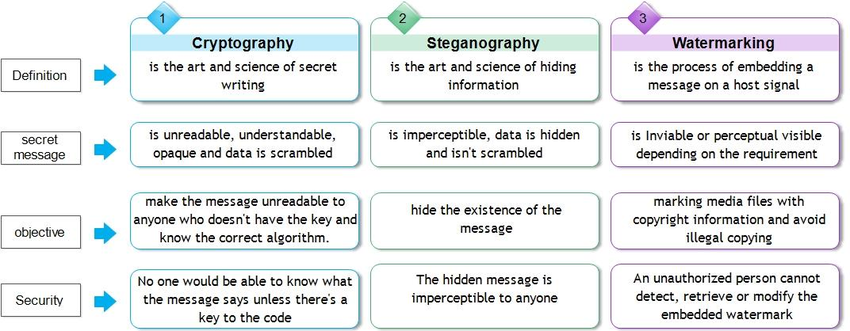 1
2
3
Cryptography
Steganography
Watermarking
Definition
is the art and science of secret
writing
is the art and science of hiding
information
is the process of embedding a
message on a host signal
secret
message
is unreadable, understandable,
opaque and data is scrambled
is imperceptible, data is hidden
and isn't scrambled
is Inviable or perceptual visible
depending on the requirement
objective
make the message unreadable to
anyone who doesn't have the key and
know the correct algorithm.
hide the existence of the
message
marking media files with
copyright information and avoid
illegal copying
Security
No one would be able to know what
the message says unless there's a
key to the code
The hidden message is
imperceptible to anyone
An unauthorized person cannot
detect, retrieve or modify the
embedded watermark